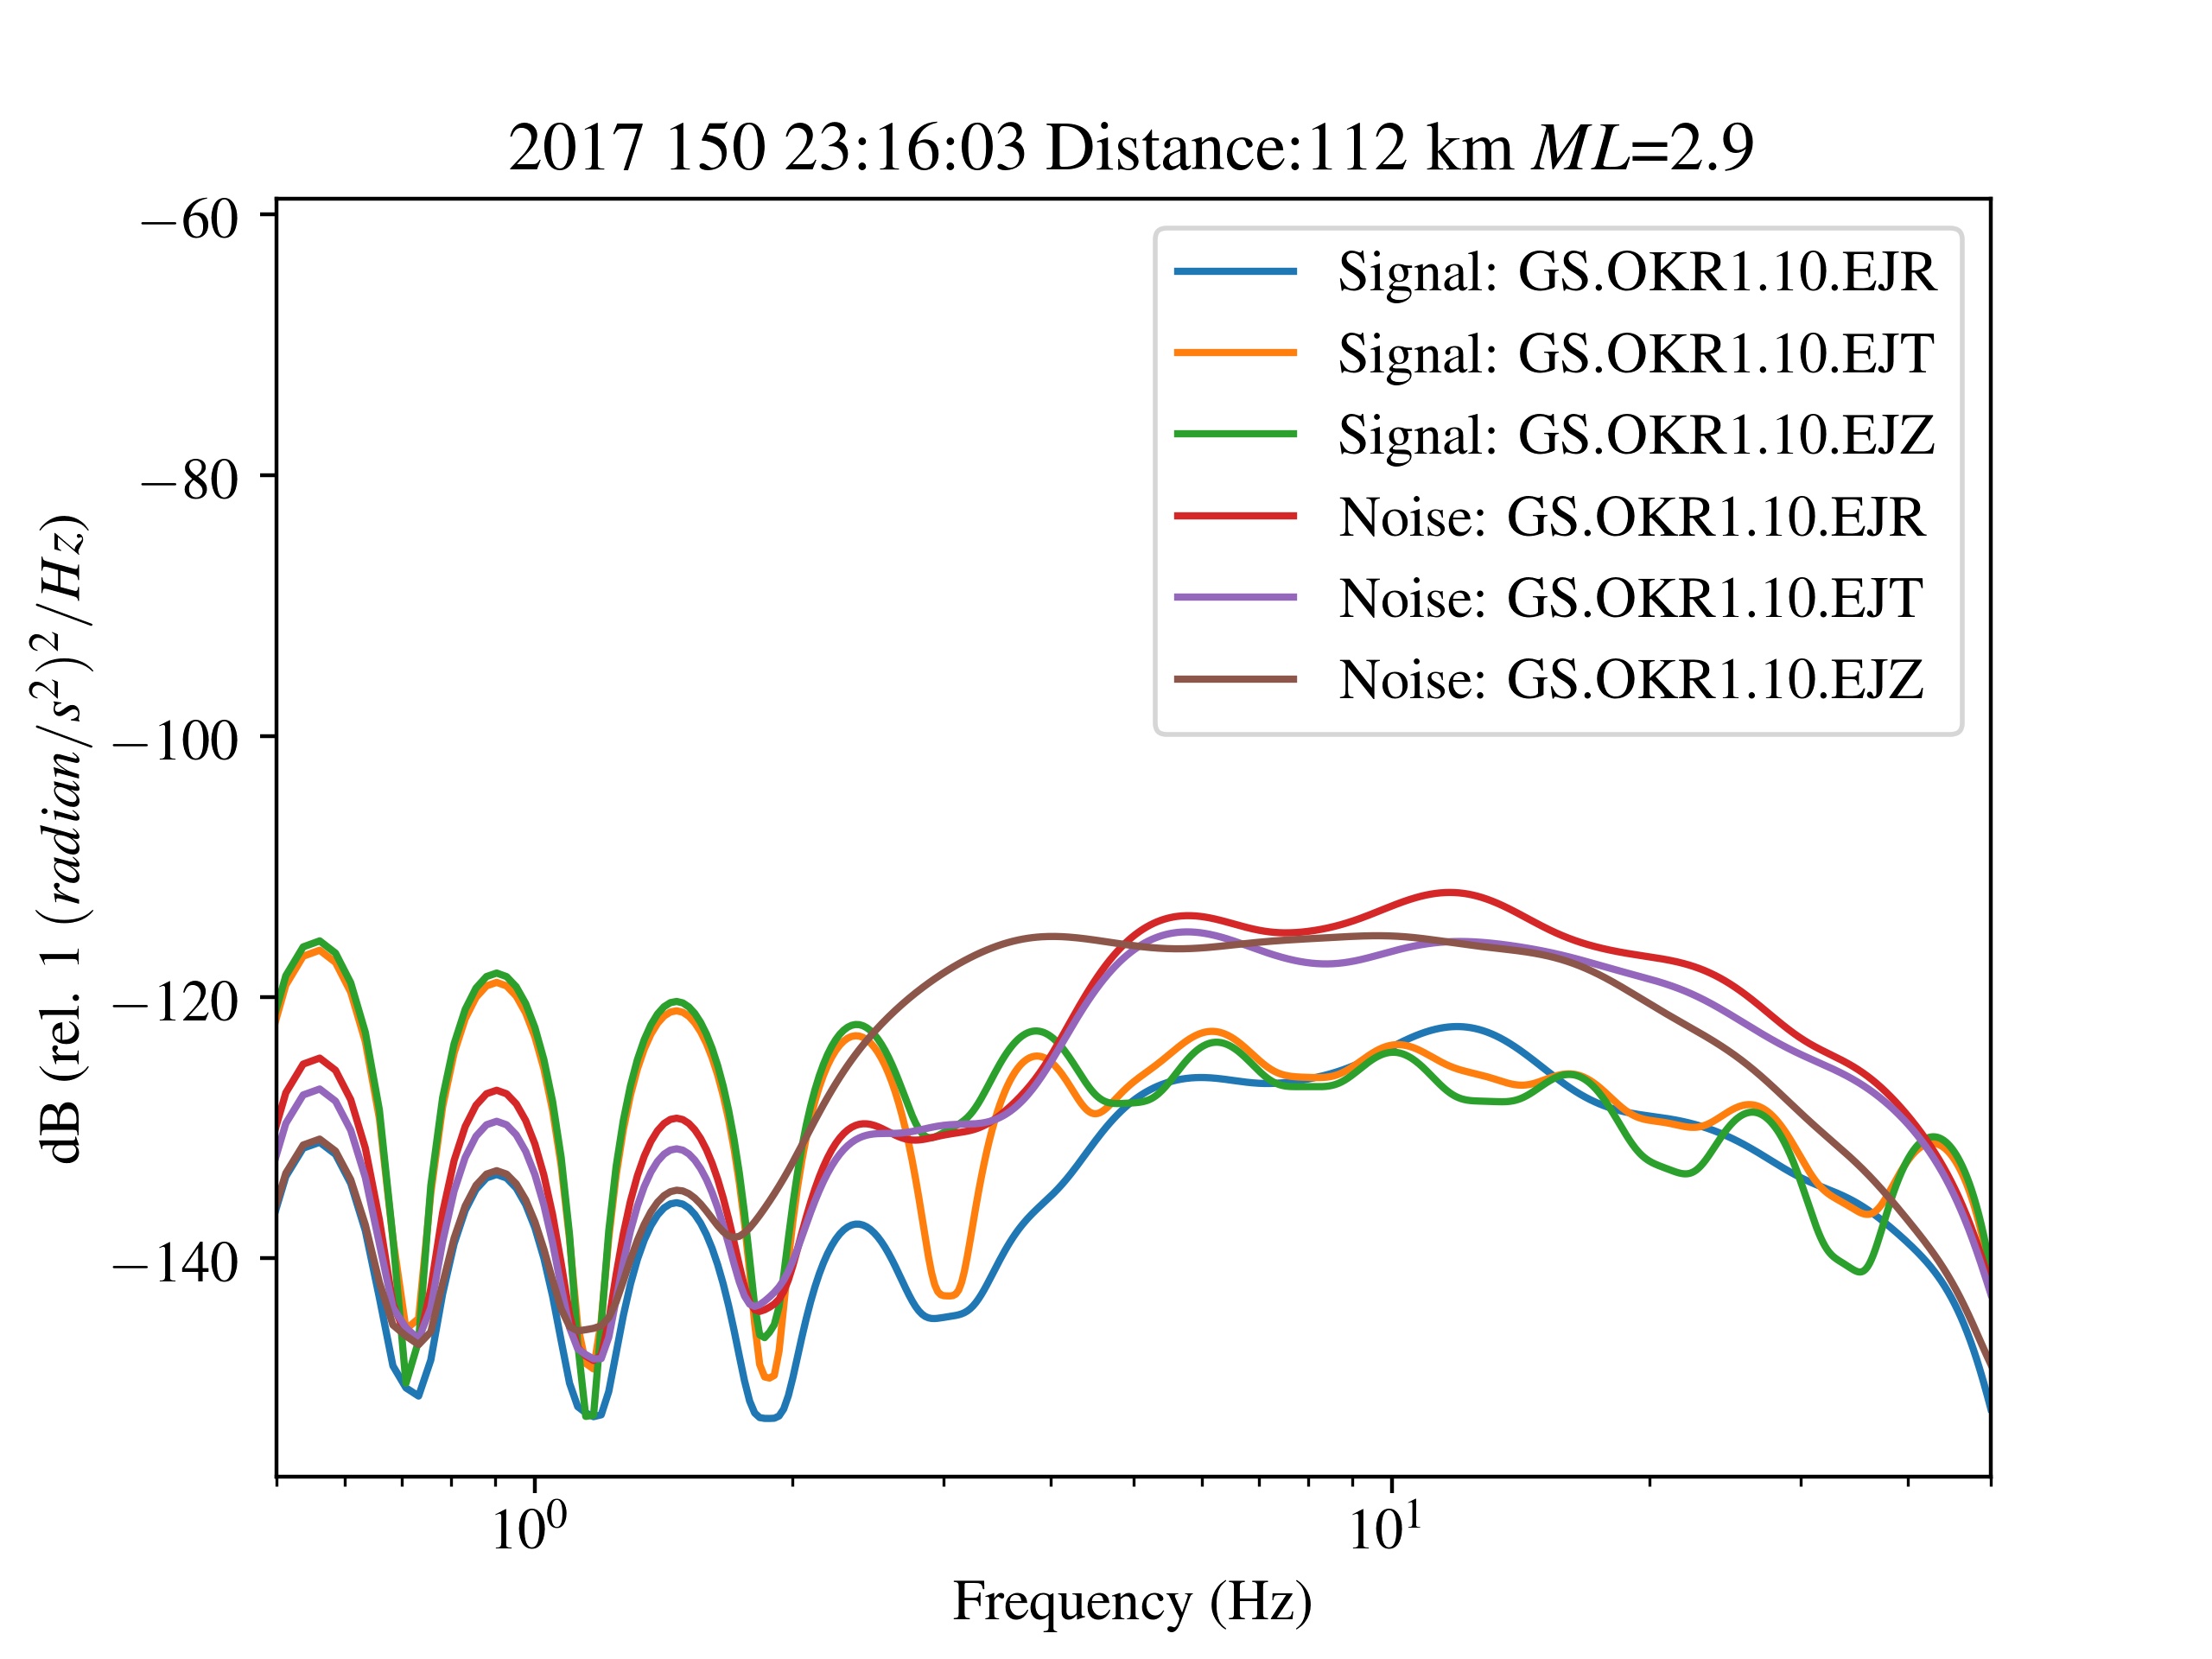 2017 150 23:16:03 Distance:112 km ML=2.9
−60
−80
−100
−120
−140
dB (rel. 1 (radian/s²)²/Hz)
Signal: GS.OKR1.10.EJR
Signal: GS.OKR1.10.EJT
Signal: GS.OKR1.10.EJZ
Noise: GS.OKR1.10.EJR
Noise: GS.OKR1.10.EJT
Noise: GS.OKR1.10.EJZ
10⁰
10¹
Frequency (Hz)